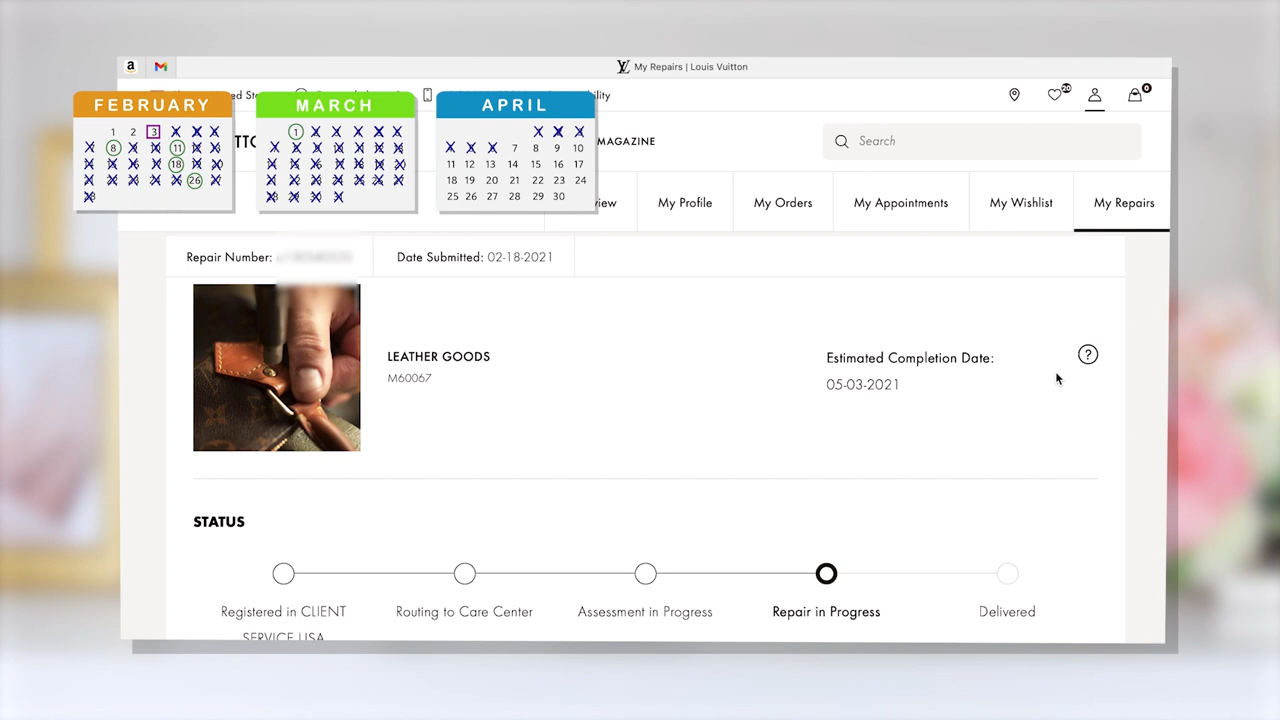 My Repairs | Louis Vuitton
20
0
FEBRUARY
MARCH
APRIL
MAGAZINE
Search
1 2 3
8 11
18
26
1
7 8 9 10
11 12 13 14 15 16 17
18 19 20 21 22 23 24
25 26 27 28 29 30
My Profile
My Orders
My Appointments
My Wishlist
My Repairs
Repair Number:
Date Submitted: 02-18-2021
LEATHER GOODS
M60067
Estimated Completion Date:
05-03-2021
?
STATUS
Registered in CLIENT
SERVICE USA
Routing to Care Center
Assessment in Progress
Repair in Progress
Delivered